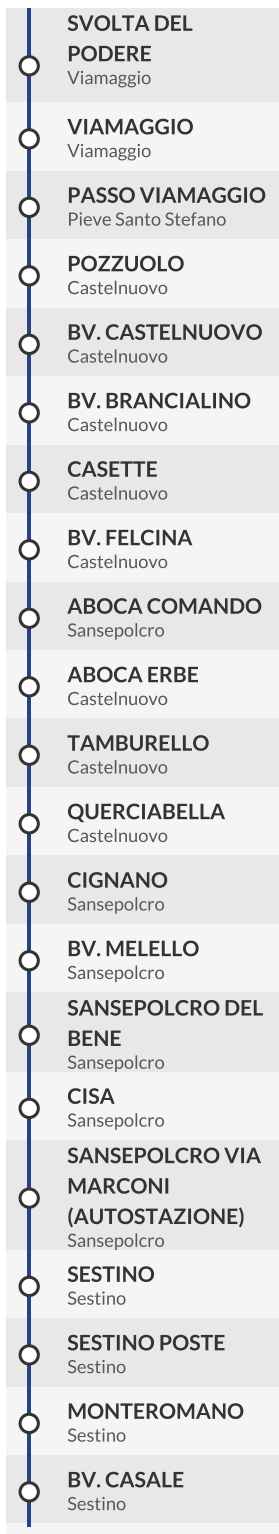 SVOLTA DEL
PODERE
Viamaggio
VIAMAGGIO
Viamaggio
PASSO VIAMAGGIO
Pieve Santo Stefano
POZZUOLO
Castelnuovo
BV. CASTELNUOVO
Castelnuovo
BV. BRANCIALINO
Castelnuovo
CASETTE
Castelnuovo
BV. FELCINA
Castelnuovo
ABOCA COMANDO
Sansepolcro
ABOCA ERBE
Castelnuovo
TAMBURELLO
Castelnuovo
QUERCIABELLA
Castelnuovo
CIGNANO
Sansepolcro
BV. MELELLO
Sansepolcro
SANSEPOLCRO DEL
BENE
Sansepolcro
CISA
Sansepolcro
SANSEPOLCRO VIA
MARCONI
(AUTOSTAZIONE)
Sansepolcro
SESTINO
Sestino
SESTINO POSTE
Sestino
MONTEROMANO
Sestino
BV. CASALE
Sestino